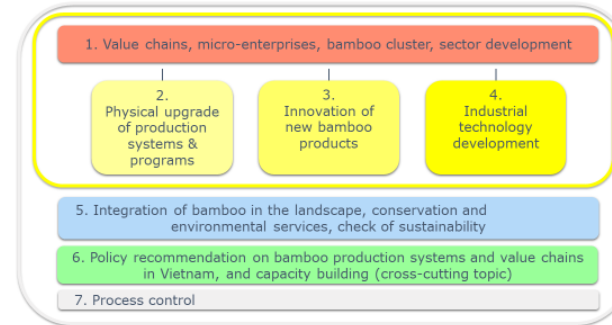 1. Value chains, micro-enterprises, bamboo cluster, sector development
2.
Physical upgrade
of production
systems &
programs
3.
Innovation of
new bamboo
products
4.
Industrial
technology
development
5. Integration of bamboo in the landscape, conservation and
environmental services, check of sustainability
6. Policy recommendation on bamboo production systems and value chains
in Vietnam, and capacity building (cross-cutting topic)
7. Process control